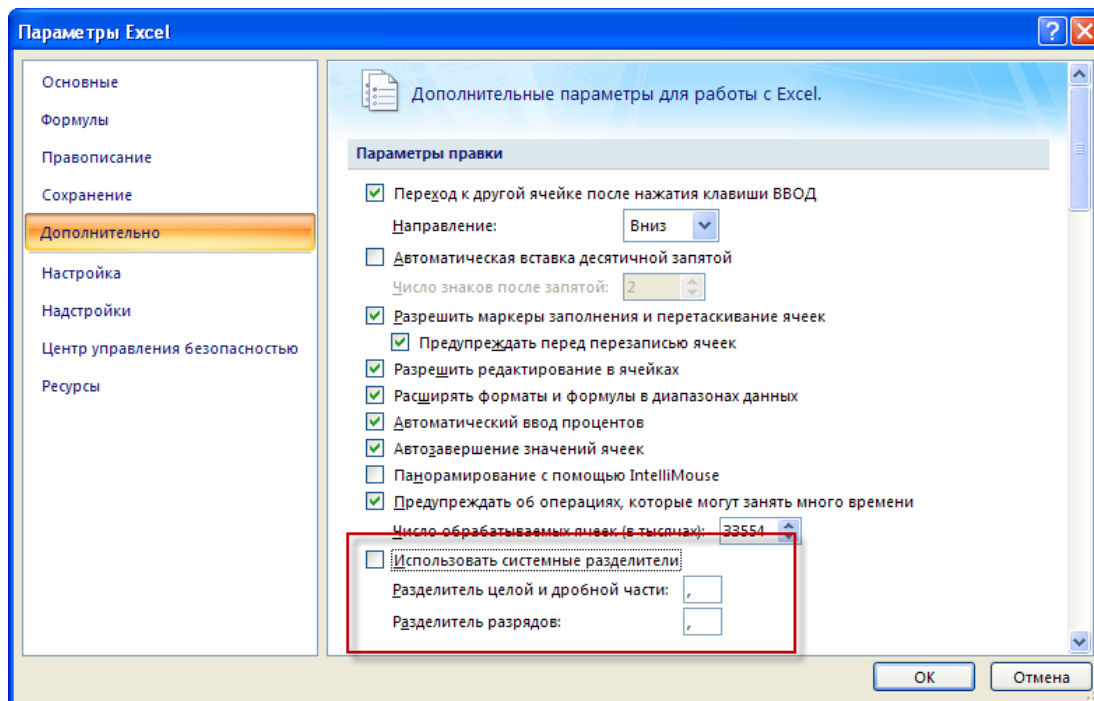 Параметры Excel
Основные
Формулы
Правописание
Сохранение
Дополнительно
Настройка
Надстройки
Центр управления безопасностью
Ресурсы
Дополнительные параметры для работы с Excel.
Параметры правки
Переход к другой ячейке после нажатия клавиши ВВОД
Направление: Вниз
Автоматическая вставка десятичной запятой
Число знаков после запятой: 2
Разрешить маркеры заполнения и перетаскивание ячеек
Предупреждать перед перезаписью ячеек
Разрешить редактирование в ячейках
Расширять форматы и формулы в диапазонах данных
Автоматический ввод процентов
Автозавершение значений ячеек
Панорамирование с помощью IntelliMouse
Предупреждать об операциях, которые могут занять много времени
Число обрабатываемых ячеек (в тысячах): 33554
Использовать системные разделители
Разделитель целой и дробной части: ,
Разделитель разрядов: ,
ОК Отмена